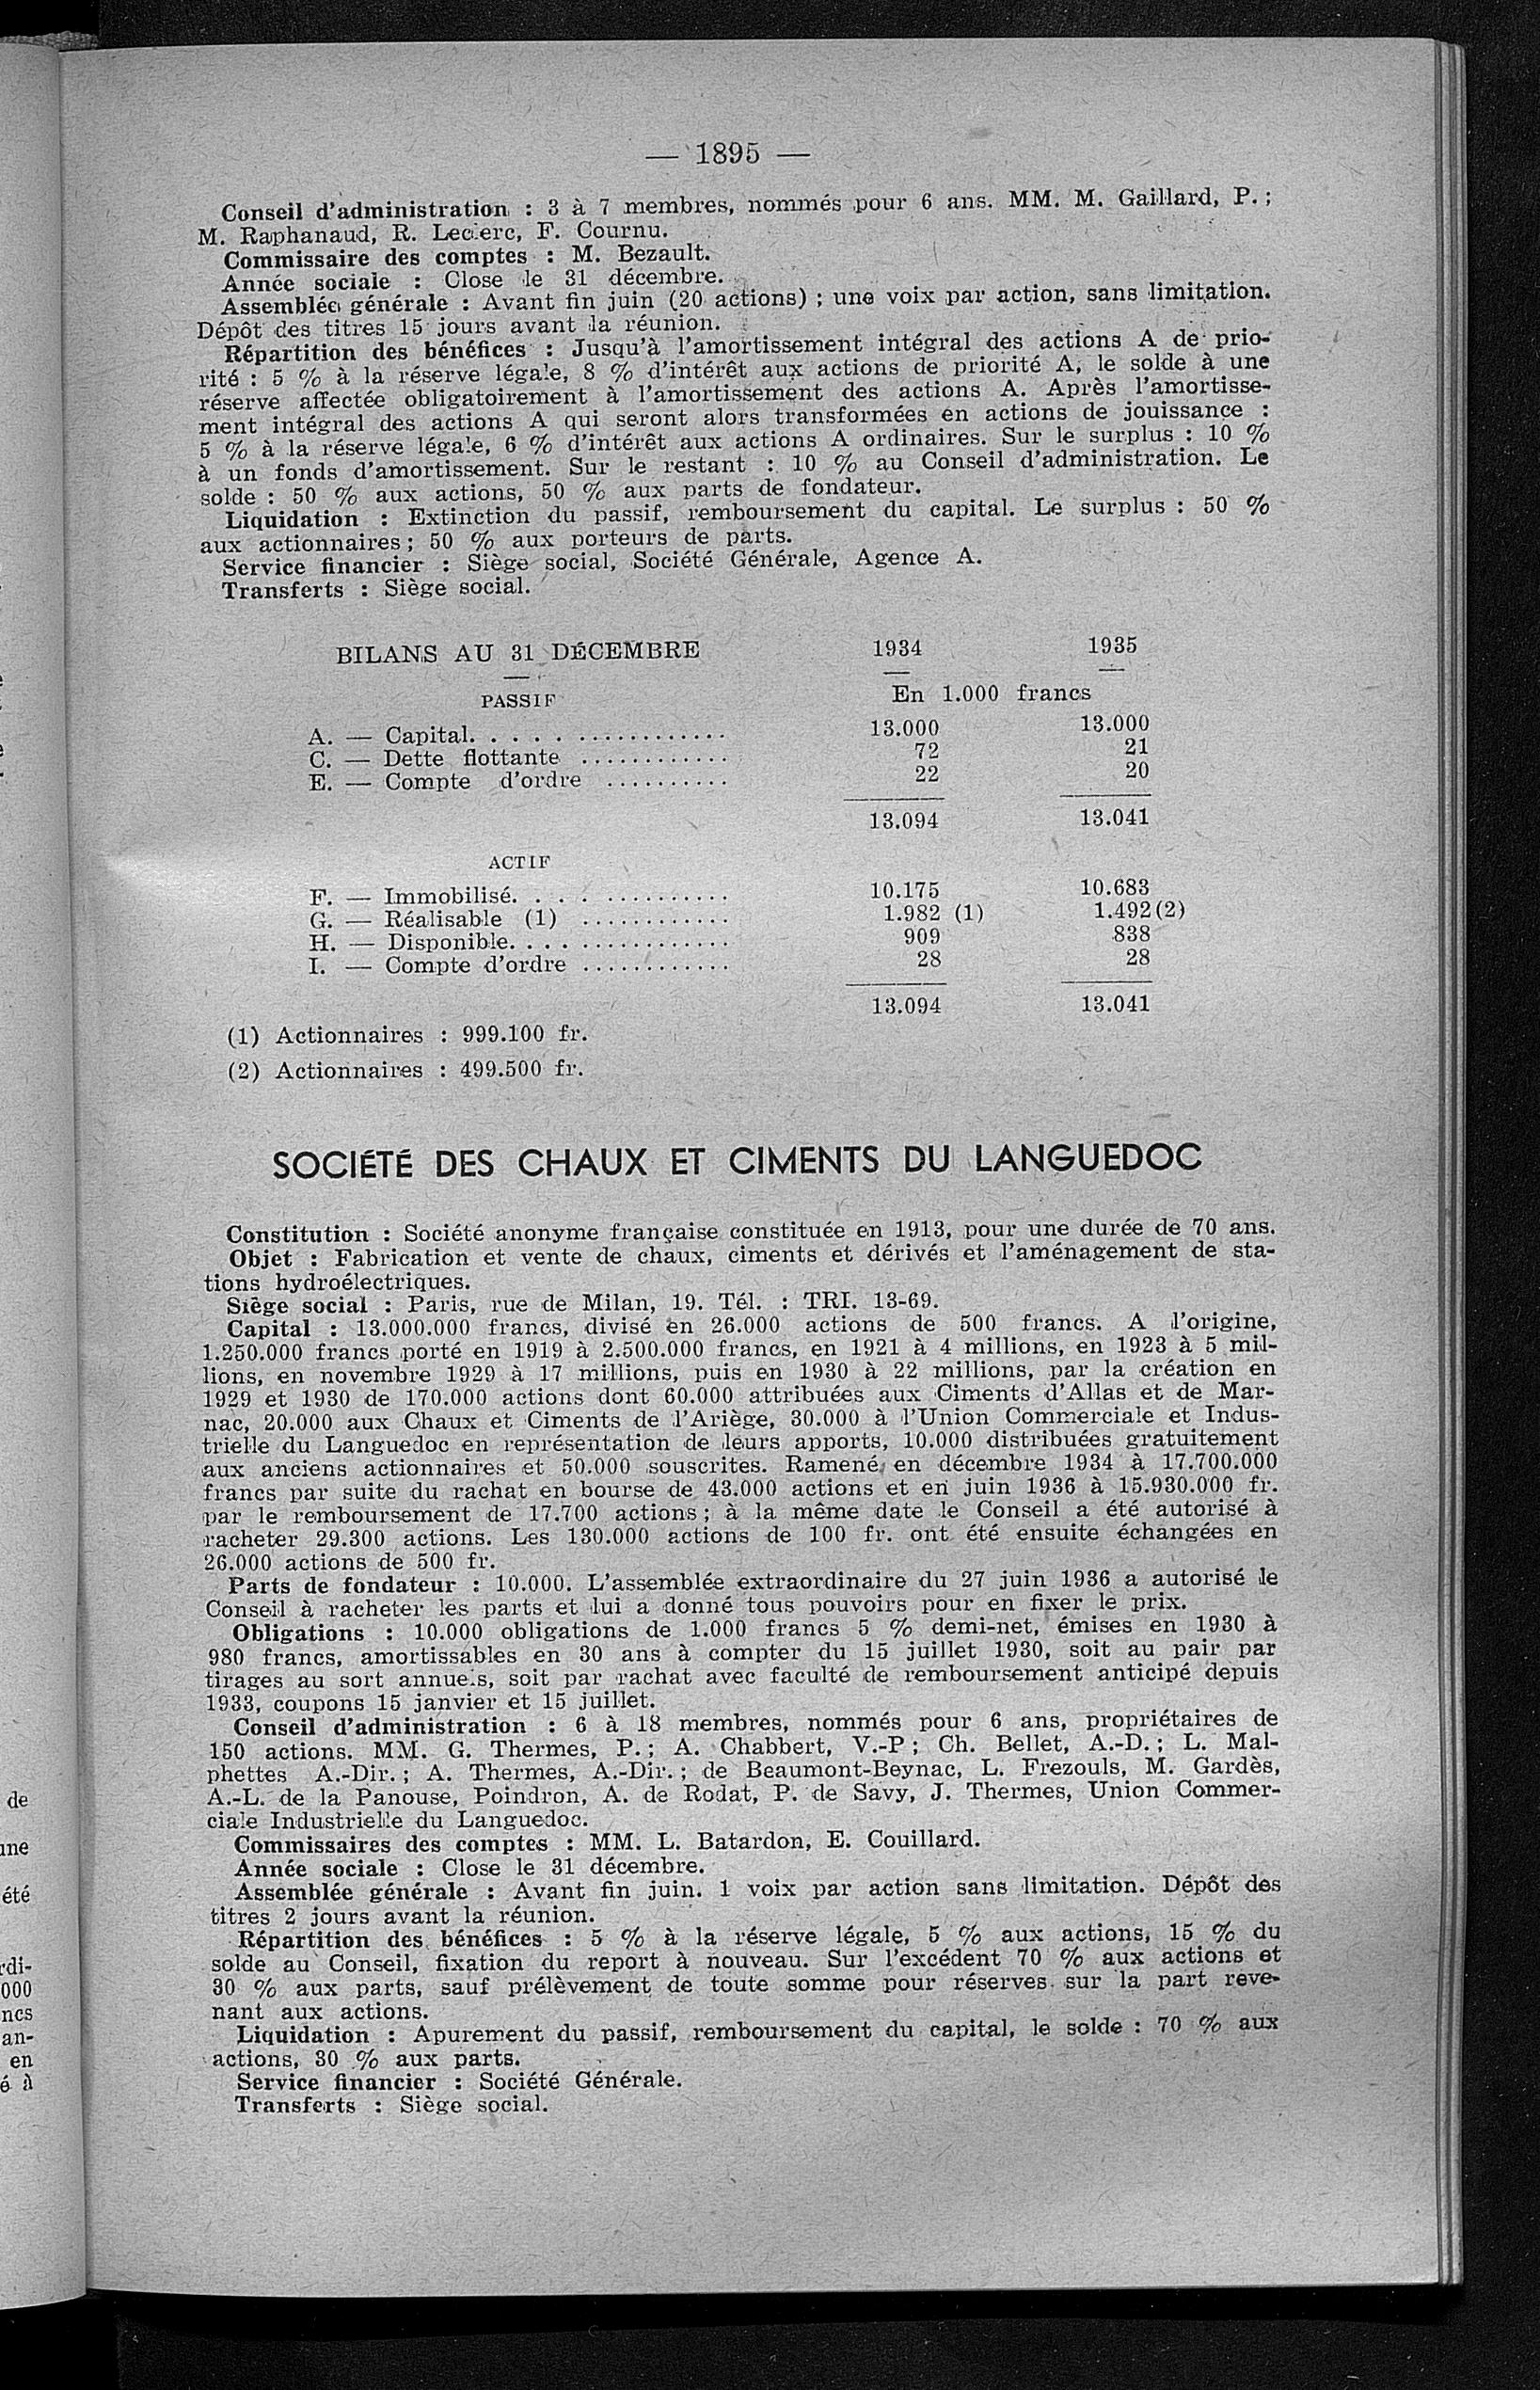 — 1895 —
Conseil d'administration : 3 à 7 membres, nommés pour 6 ans. MM. M. Gaillard, P. ;
M. Raphanaud, R. Leclerc, F. Cournu.
Commissaire des comptes : M. Bezault.
Année sociale : Close le 31 décembre.
Assemblée générale : Avant fin juin (20 actions) ; une voix par action, sans limitation.
Dépôt des titres 15 jours avant la réunion.
Répartition des bénéfices : Jusqu'à l'amortissement intégral des actions A de prio-
rité : 5 % à la réserve légale, 8 % d'intérêt aux actions de priorité A, le solde à une
réserve affectée obligatoirement à l'amortissement des actions A. Après l'amortisse-
ment intégral des actions A qui seront alors transformées en actions de jouissance :
5 % à la réserve légale, 6 % d'intérêt aux actions A ordinaires. Sur le surplus : 10 %
à un fonds d'amortissement. Sur le restant : 10 % au Conseil d'administration. Le
solde : 50 % aux actions, 50 % aux parts de fondateur.
Liquidation : Extinction du passif, remboursement du capital. Le surplus : 50 %
aux actionnaires ; 50 % aux porteurs de parts.
Service financier : Siège social, Société Générale, Agence A.
Transferts : Siège social.
BILANS AU 31 DÉCEMBRE 1934 1935
PASSIF En 1.000 francs
A. — Capital. . . . . . . . . . . . . . . . . . 13.000 13.000
C. — Dette flottante . . . . . . . . . . . . 72 21
E. — Compte d'ordre . . . . . . . . . . 22 20
13.094 13.041
ACTIF
F. — Immobilisé. . . . . . . . . . . . . . . 10.175 10.683
G. — Réalisable (1) . . . . . . . . . . . . 1.982 (1) 1.492 (2)
H. — Disponible. . . . . . . . . . . . . . . . 909 838
I. — Compte d'ordre . . . . . . . . . . . . 28 28
13.094 13.041
(1) Actionnaires : 999.100 fr.
(2) Actionnaires : 499.500 fr.
SOCIÉTÉ DES CHAUX ET CIMENTS DU LANGUEDOC
Constitution : Société anonyme française constituée en 1913, pour une durée de 70 ans.
Objet : Fabrication et vente de chaux, ciments et dérivés et l'aménagement de sta-
tions hydroélectriques.
Siège social : Paris, rue de Milan, 19. Tél. : TRI. 13-69.
Capital : 13.000.000 francs, divisé en 26.000 actions de 500 francs. A l'origine,
1.250.000 francs porté en 1919 à 2.500.000 francs, en 1921 à 4 millions, en 1923 à 5 mil-
lions, en novembre 1929 à 17 millions, puis en 1930 à 22 millions, par la création en
1929 et 1930 de 170.000 actions dont 60.000 attribuées aux Ciments d'Allas et de Mar-
nac, 20.000 aux Chaux et Ciments de l'Ariège, 30.000 à l'Union Commerciale et Indus-
trielle du Languedoc en représentation de leurs apports, 10.000 distribuées gratuitement
aux anciens actionnaires et 50.000 souscrites. Ramené en décembre 1934 à 17.700.000
francs par suite du rachat en bourse de 43.000 actions et en juin 1936 à 15.930.000 fr.
par le remboursement de 17.700 actions ; à la même date le Conseil a été autorisé à
racheter 29.300 actions. Les 130.000 actions de 100 fr. ont été ensuite échangées en
26.000 actions de 500 fr.
Parts de fondateur : 10.000. L'assemblée extraordinaire du 27 juin 1936 a autorisé le
Conseil à racheter les parts et lui a donné tous pouvoirs pour en fixer le prix.
Obligations : 10.000 obligations de 1.000 francs 5 % demi-net, émises en 1930 à
980 francs, amortissables en 30 ans à compter du 15 juillet 1930, soit au pair par
tirages au sort annuels, soit par rachat avec faculté de remboursement anticipé depuis
1933, coupons 15 janvier et 15 juillet.
Conseil d'administration : 6 à 18 membres, nommés pour 6 ans, propriétaires de
150 actions. MM. G. Thermes, P. ; A. Chabbert, V.-P ; Ch. Bellet, A.-D. ; L. Mal-
phettes A.-Dir. ; A. Thermes, A.-Dir. ; de Beaumont-Beynac, L. Frezouls, M. Gardès,
A.-L. de la Panouse, Poindron, A. de Rodat, P. de Savy, J. Thermes, Union Commer-
ciale Industrielle du Languedoc.
Commissaires des comptes : MM. L. Batardon, E. Couillard.
Année sociale : Close le 31 décembre.
Assemblée générale : Avant fin juin. 1 voix par action sans limitation. Dépôt des
titres 2 jours avant la réunion.
Répartition des bénéfices : 5 % à la réserve légale, 5 % aux actions, 15 % du
solde au Conseil, fixation du report à nouveau. Sur l'excédent 70 % aux actions et
30 % aux parts, sauf prélèvement de toute somme pour réserves sur la part reve-
nant aux actions.
Liquidation : Apurement du passif, remboursement du capital, le solde : 70 % aux
actions, 30 % aux parts.
Service financier : Société Générale.
Transferts : Siège social.
de
une
été
rdi-
000
ncs
an-
en
é à